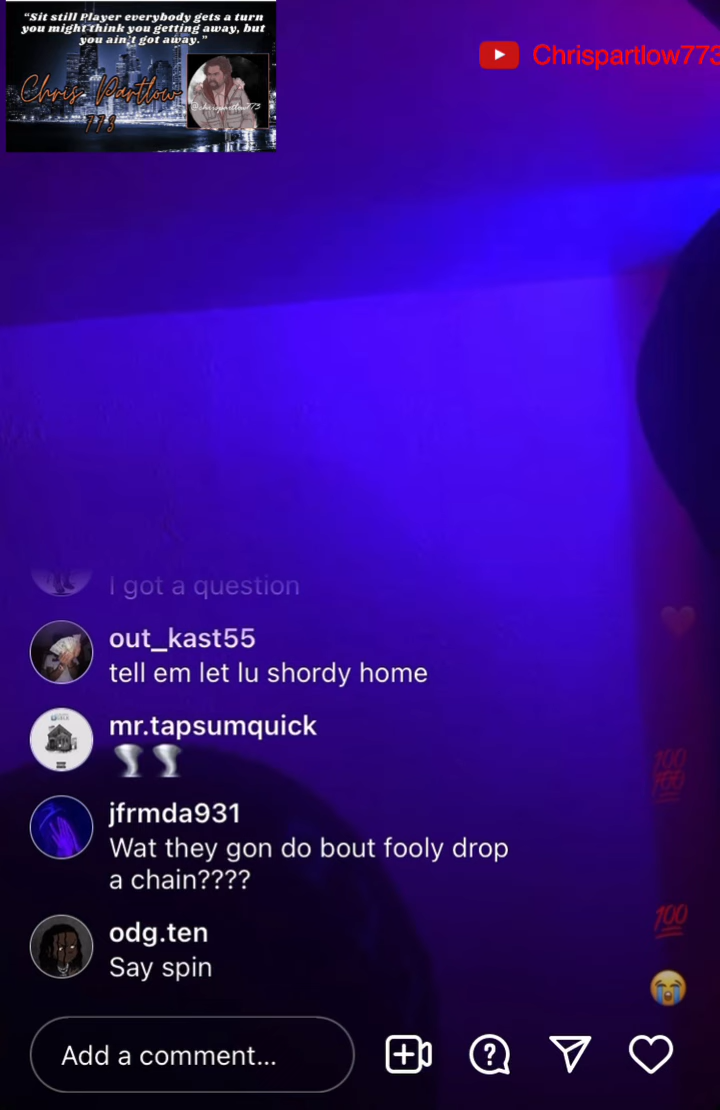 “Sit still Player everybody gets a turn
you might think you getting away, but
you ain't got away.”
Chris Partlow
773
@chrispartlow773
Chrispartlow773
I got a question
out_kast55
tell em let lu shordy home
mr.tapsumquick
🌪️🌪️
jfrmda931
Wat they gon do bout fooly drop
a chain????
odg.ten
Say spin
Add a comment...